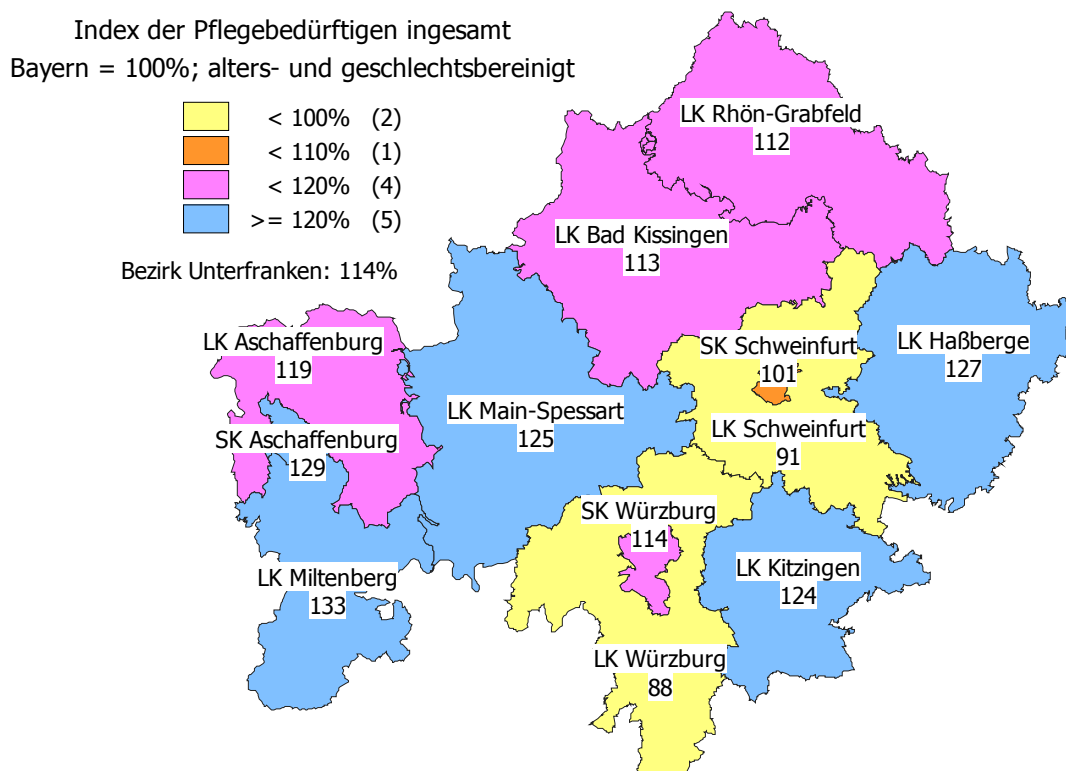 Index der Pflegebedürftigen ingesamt
Bayern = 100%; alters- und geschlechtsbereinigt
< 100% (2)
< 110% (1)
< 120% (4)
>= 120% (5)
Bezirk Unterfranken: 114%
LK Rhön-Grabfeld
112
LK Bad Kissingen
113
LK Aschaffenburg
119
SK Schweinfurt
101
LK Haßberge
127
LK Main-Spessart
125
SK Aschaffenburg
129
LK Schweinfurt
91
SK Würzburg
114
LK Miltenberg
133
LK Kitzingen
124
LK Würzburg
88